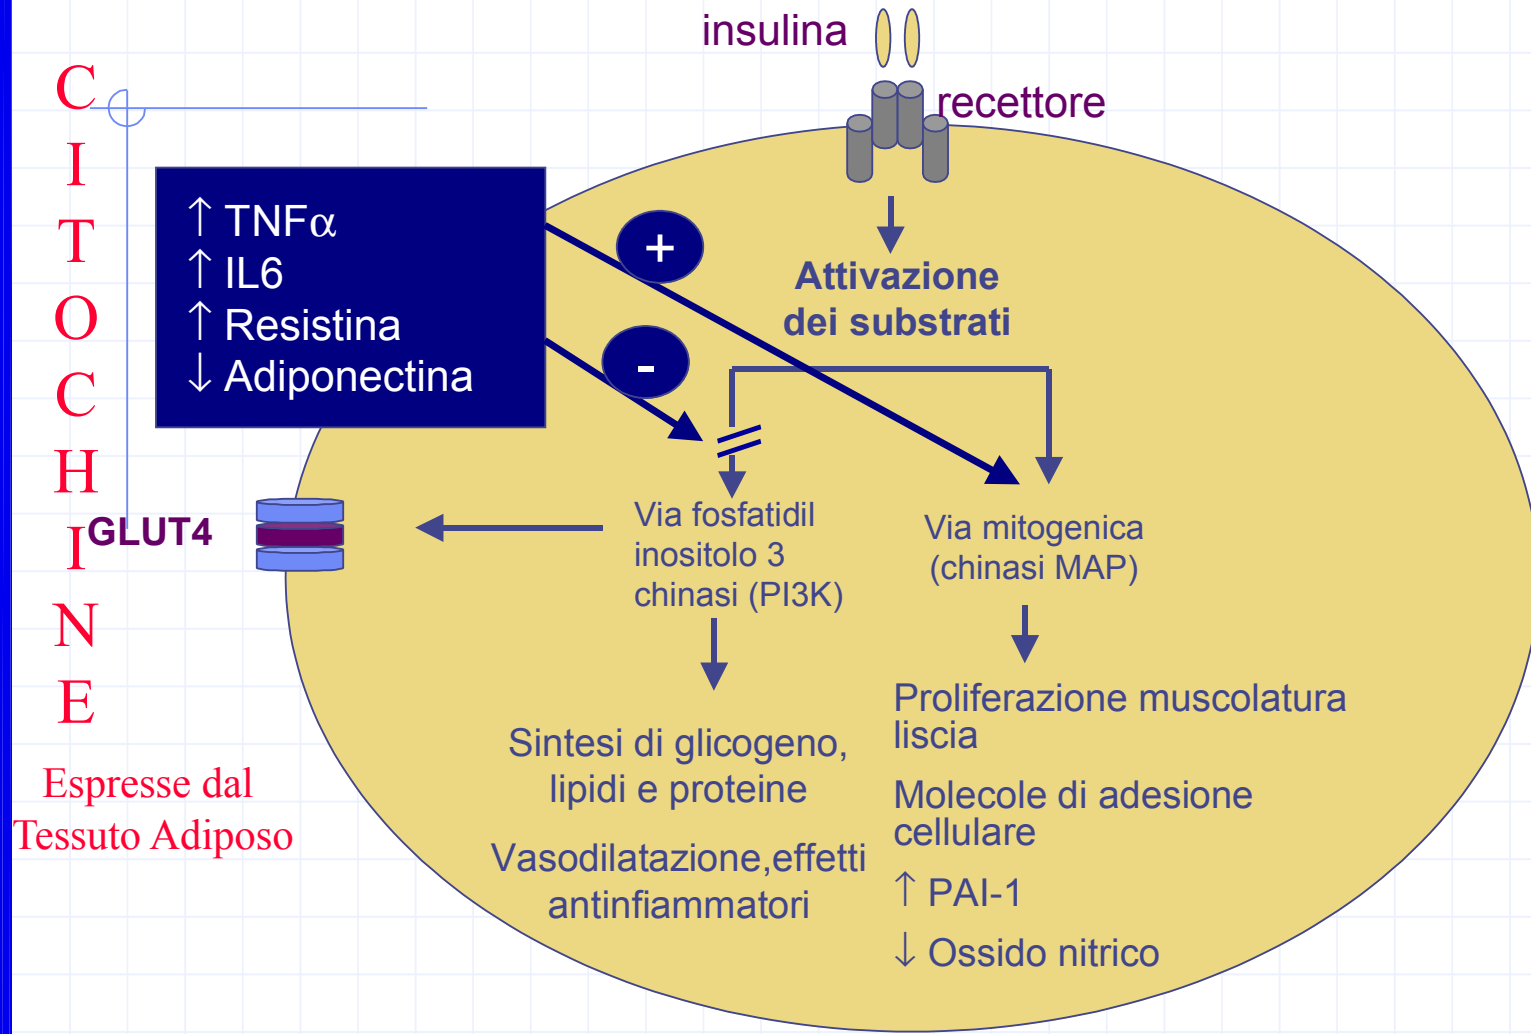 insulina
recettore
CITOCHINE
Espresse dal
Tessuto Adiposo
↑ TNFα
↑ IL6
↑ Resistina
↓ Adiponectina
+
-
Attivazione
dei substrati
GLUT4
Via fosfatidil
inositolo 3
chinasi (PI3K)
Via mitogenica
(chinasi MAP)
Sintesi di glicogeno,
lipidi e proteine
Vasodilatazione,effetti
antinfiammatori
Proliferazione muscolatura
liscia
Molecole di adesione
cellulare
↑ PAI-1
↓ Ossido nitrico